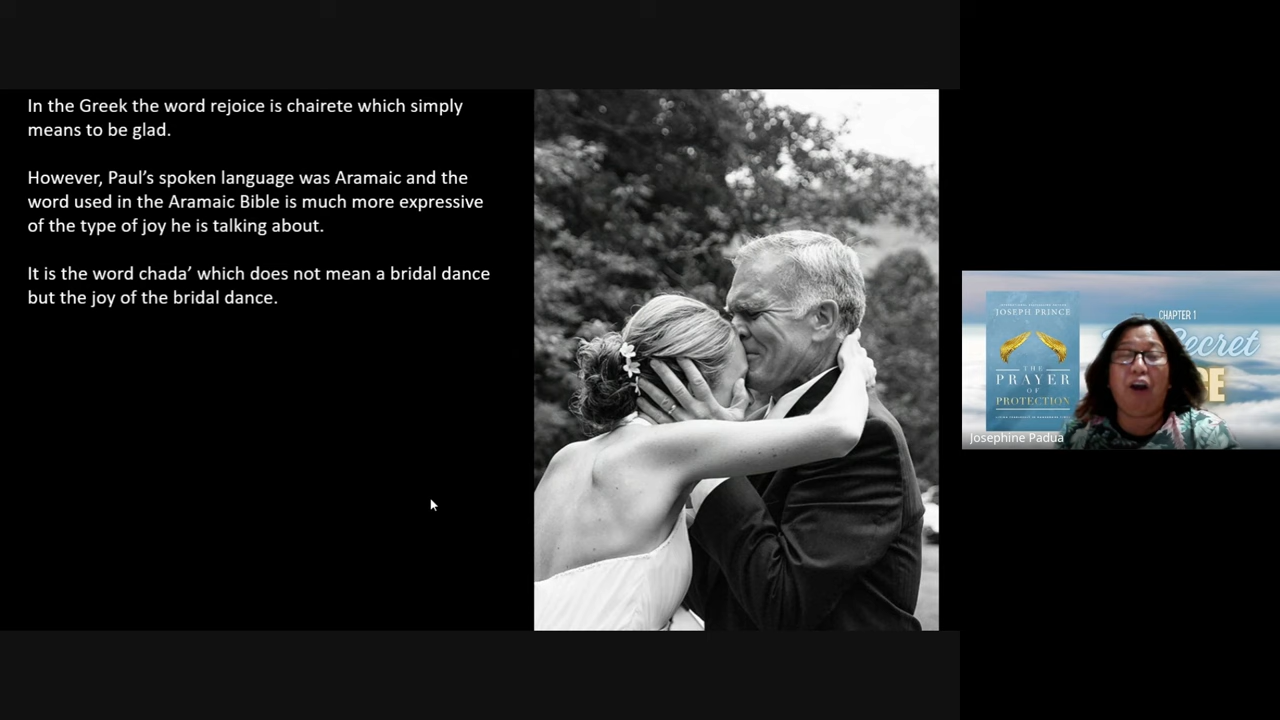 In the Greek the word rejoice is chairete which simply
means to be glad.
However, Paul’s spoken language was Aramaic and the
word used in the Aramaic Bible is much more expressive
of the type of joy he is talking about.
It is the word chada’ which does not mean a bridal dance
but the joy of the bridal dance.
JOSEPH PRINCE
THE
PRAYER
OF
PROTECTION
CHAPTER 1
Secret
Josephine Padua